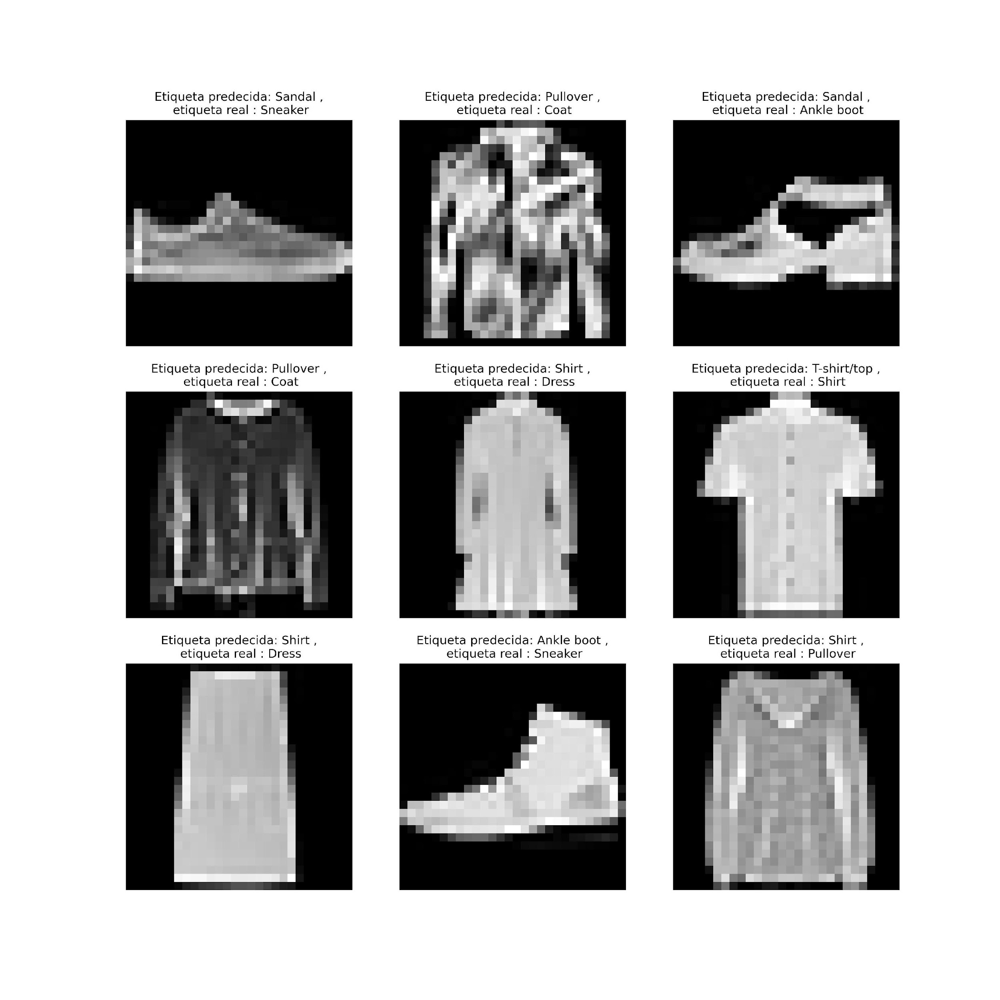 Etiqueta predecida: Sandal ,
etiqueta real : Sneaker
Etiqueta predecida: Pullover ,
etiqueta real : Coat
Etiqueta predecida: Sandal ,
etiqueta real : Ankle boot
Etiqueta predecida: Pullover ,
etiqueta real : Coat
Etiqueta predecida: Shirt ,
etiqueta real : Dress
Etiqueta predecida: T-shirt/top ,
etiqueta real : Shirt
Etiqueta predecida: Shirt ,
etiqueta real : Dress
Etiqueta predecida: Ankle boot ,
etiqueta real : Sneaker
Etiqueta predecida: Shirt ,
etiqueta real : Pullover